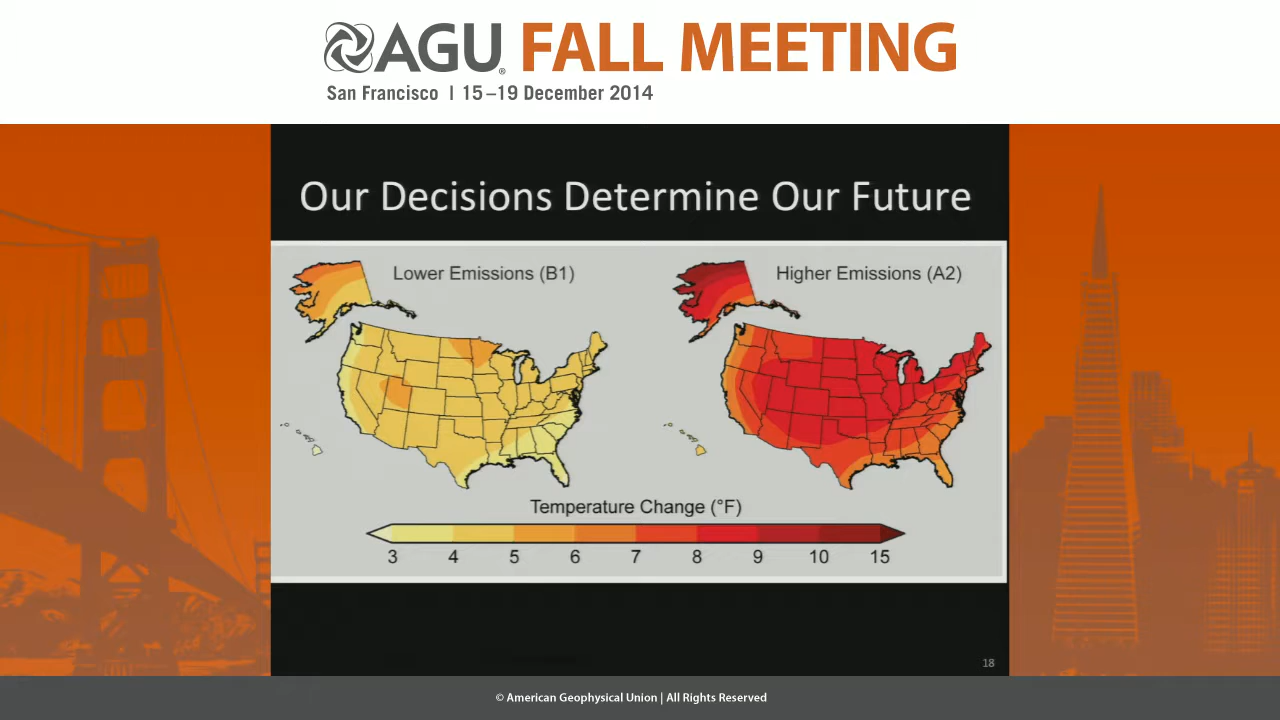 AGU® FALL MEETING
San Francisco | 15–19 December 2014
Our Decisions Determine Our Future
Lower Emissions (B1)
Higher Emissions (A2)
Temperature Change (°F)
3 4 5 6 7 8 9 10 15
18
© American Geophysical Union | All Rights Reserved